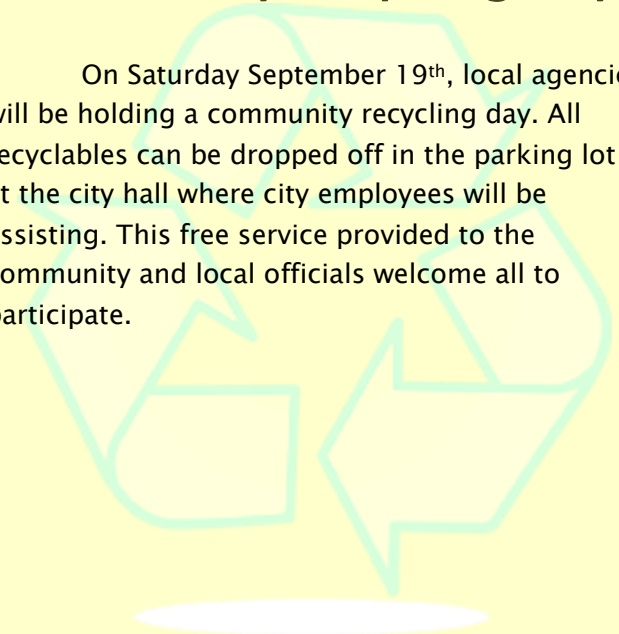 On Saturday September 19th, local agencie
will be holding a community recycling day. All
ecyclables can be dropped off in the parking lot
t the city hall where city employees will be
ssisting. This free service provided to the
ommunity and local officials welcome all to
participate.